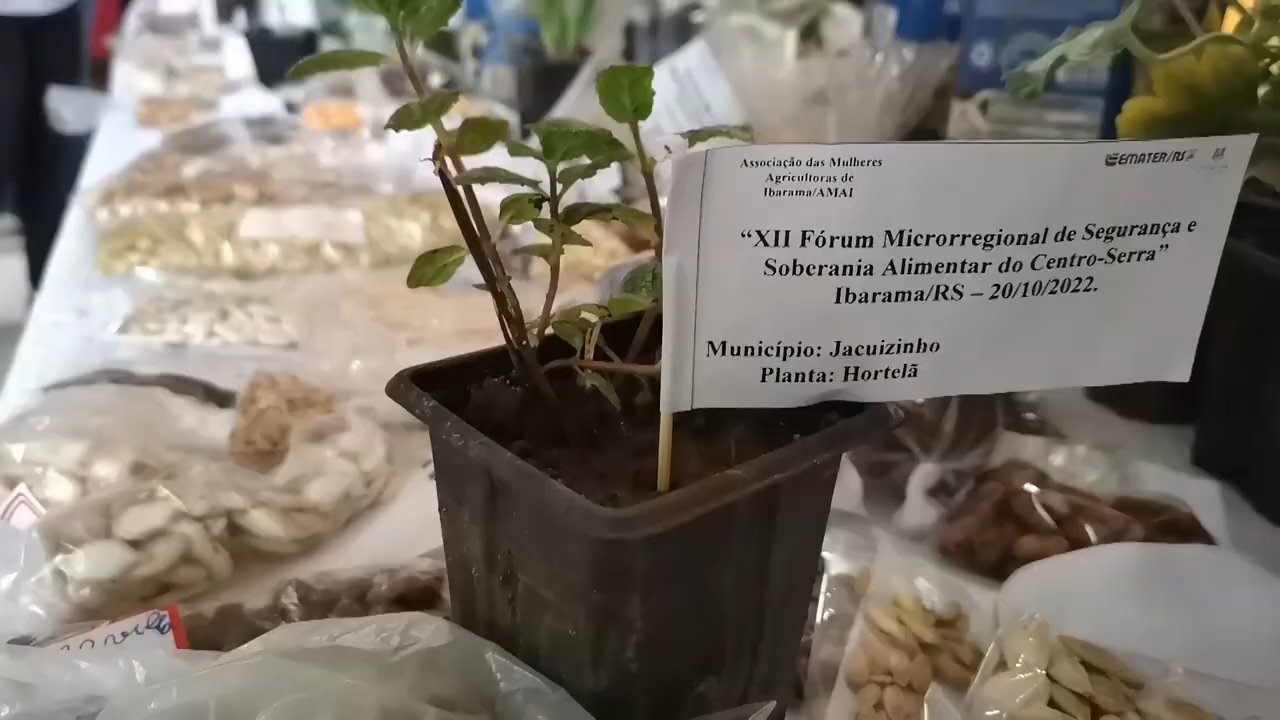 Associação das Mulheres
Agricultoras de
Ibarama/AMAI
EMATER/RS
“XII Fórum Microrregional de Segurança e
Soberania Alimentar do Centro-Serra”
Ibarama/RS – 20/10/2022.
Município: Jacuizinho
Planta: Hortelã